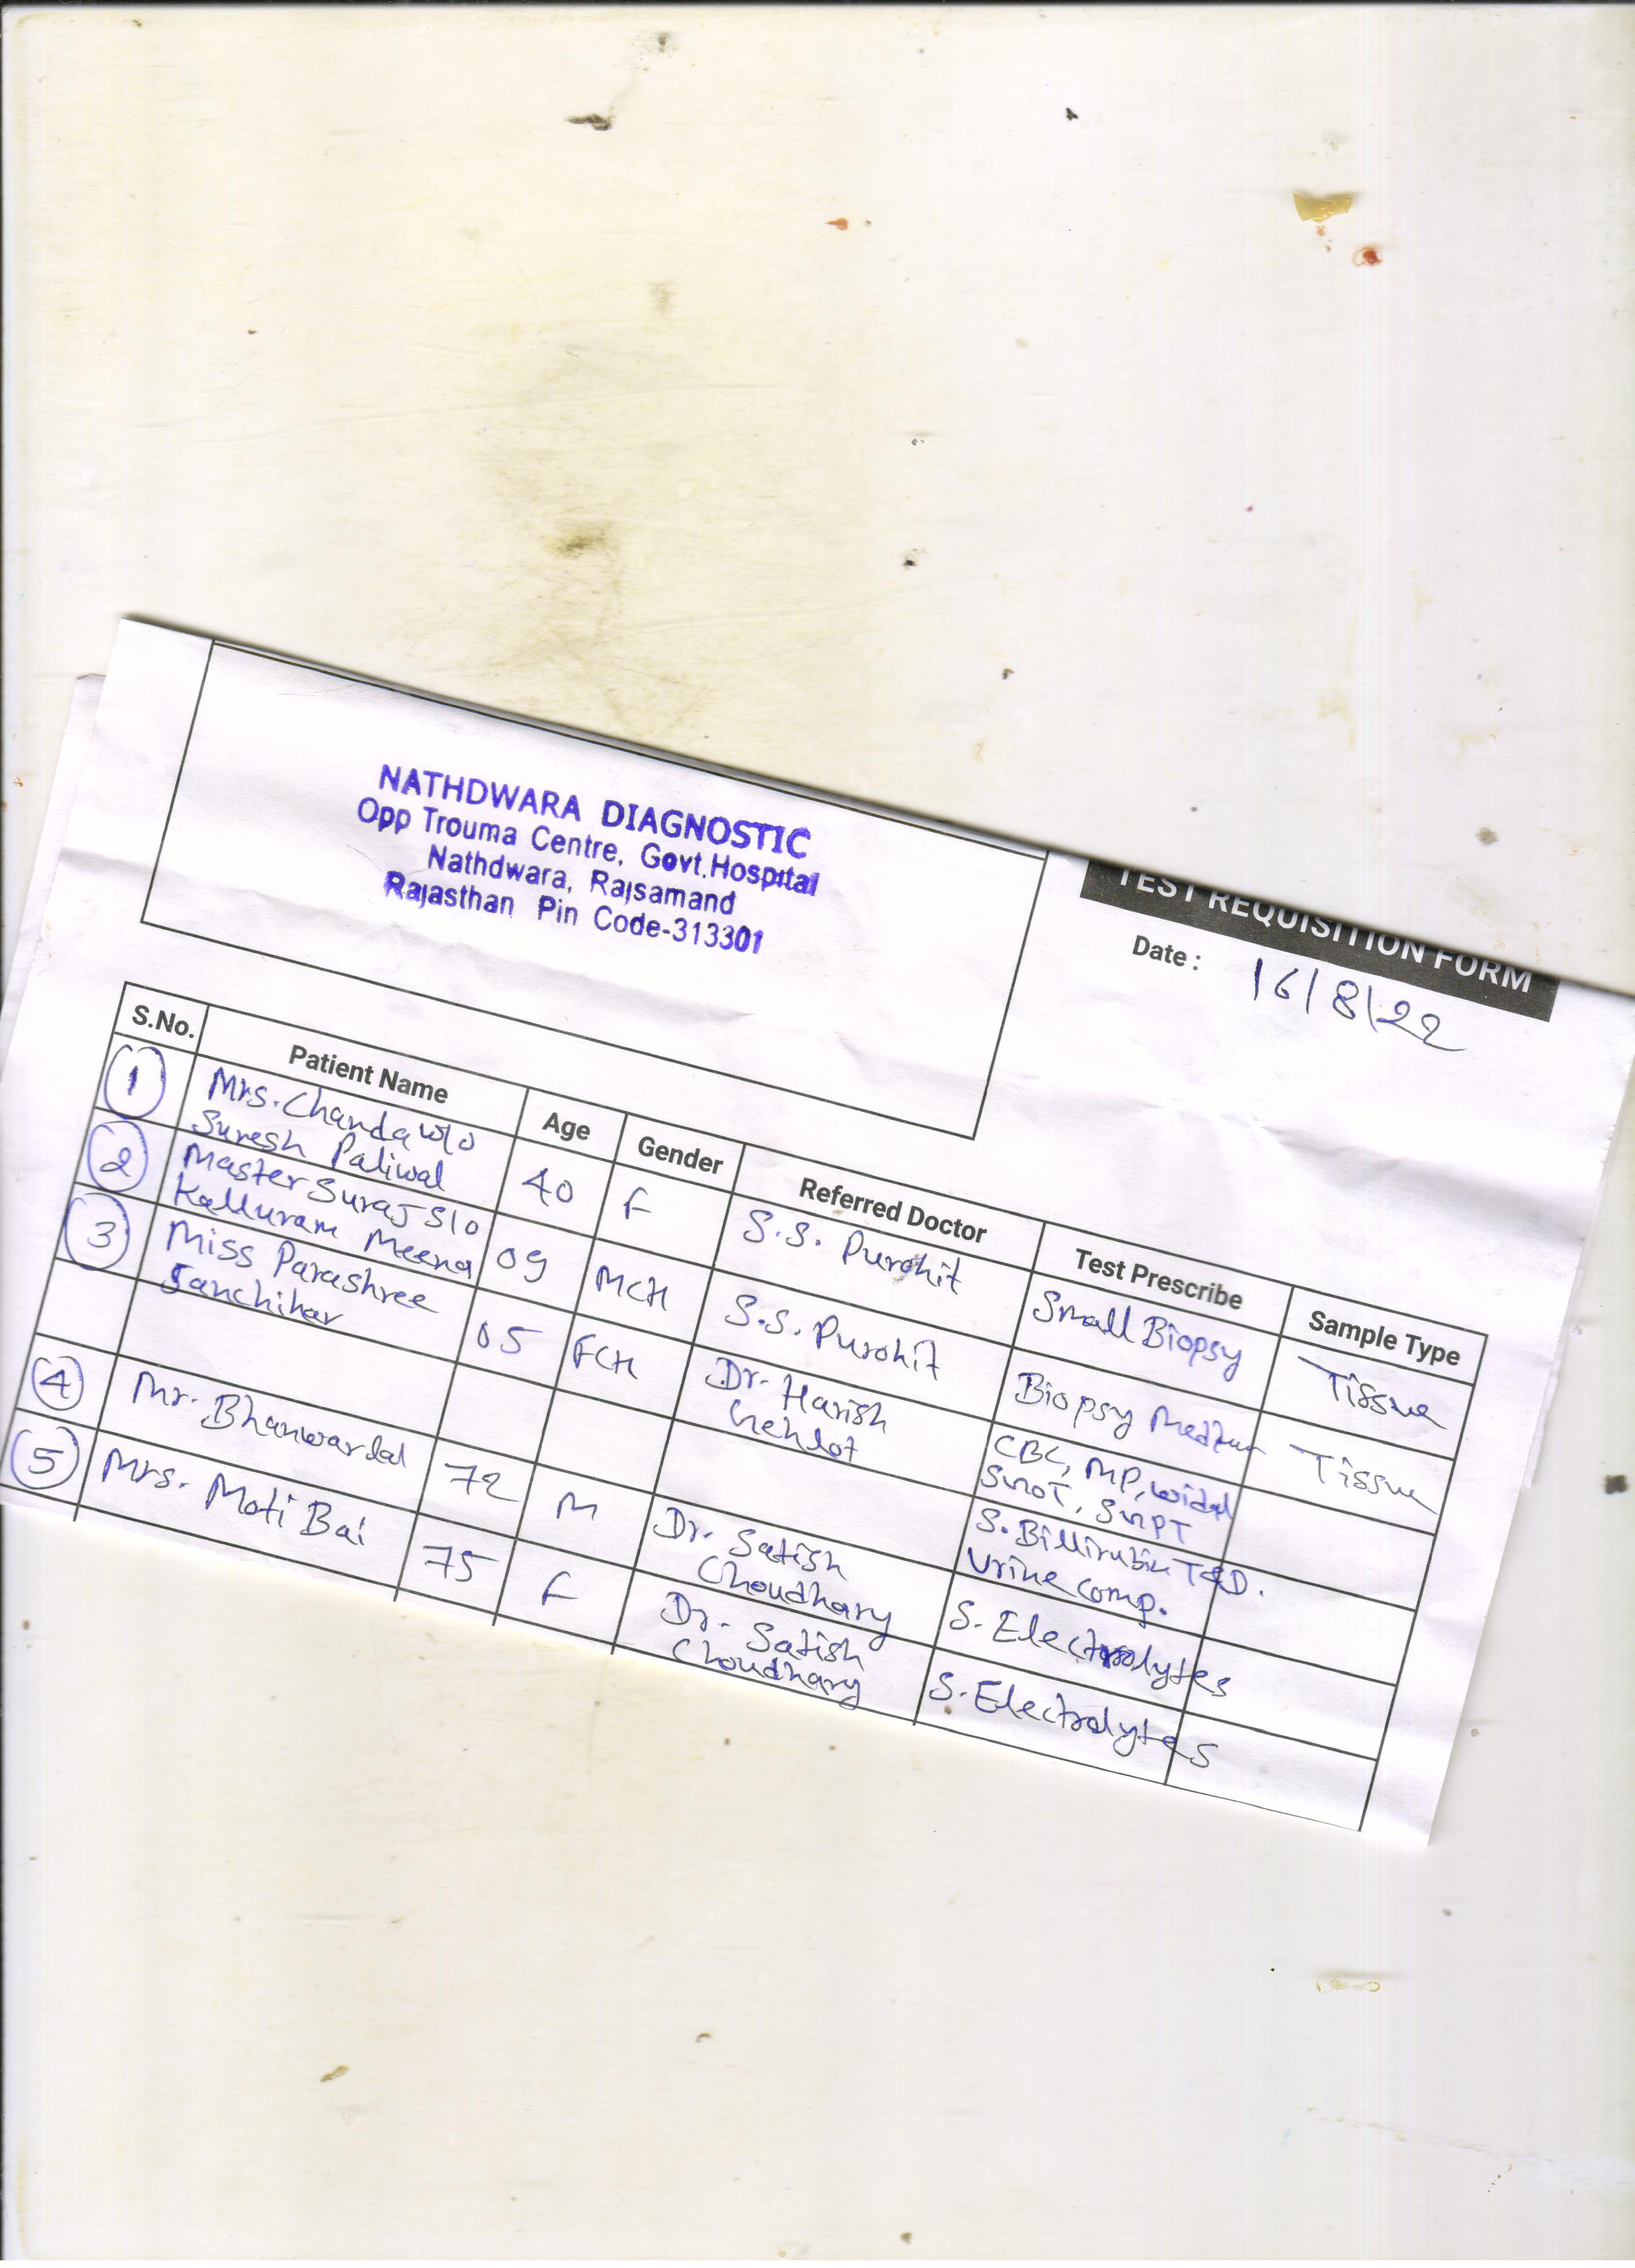 NATHDWARA DIAGNOSTIC
Opp Trouma Centre, Govt.Hospital
Nathdwara, Rajsamand
Rajasthan Pin Code-313301
TEST REQUISITION FORM
Date : 16/8/22
S.No. Patient Name Age Gender Referred Doctor Test Prescribe Sample Type
1 Mrs. Chanda w/o 40 F S.S. Purohit Small Biopsy Tissue
Suresh Paliwal
2 Master Suraj S/o 09 MCH S.S. Purohit Biopsy Tissue
Kalluram Meena
3 Miss Parashree 05 FCH Dr. Harish CBC, MP, widal
Sanchihar Gehlot SGOT, SGPT
S. Billirubin T&D.
Urine comp.
4 Mr. Bhanwarlal 72 M Dr. Satish S. Electrolytes
Choudhary
5 Mrs. Moti Bai 75 F Dr. Satish S. Electrolytes
Choudhary